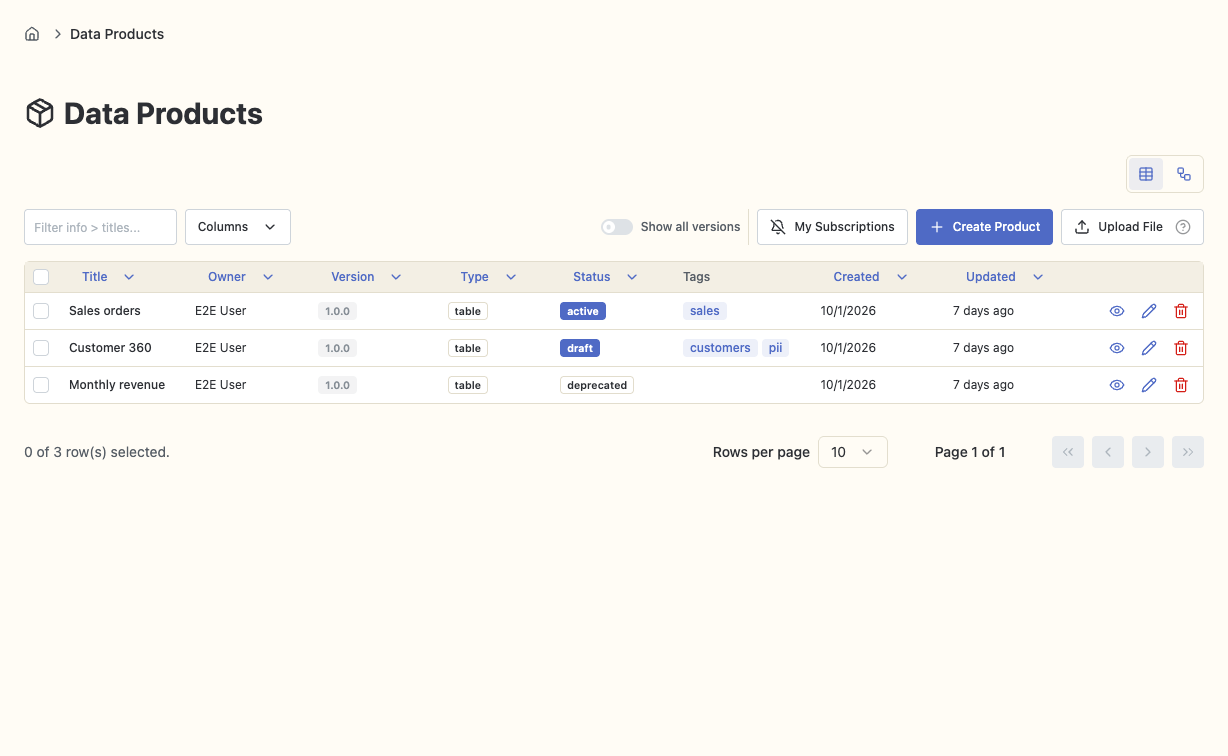 Data Products
Data Products
Filter info > titles... Columns Show all versions My Subscriptions Create Product Upload File
Title Owner Version Type Status Tags Created Updated
Sales orders E2E User 1.0.0 table active sales 10/1/2026 7 days ago
Customer 360 E2E User 1.0.0 table draft customers pii 10/1/2026 7 days ago
Monthly revenue E2E User 1.0.0 table deprecated 10/1/2026 7 days ago
0 of 3 row(s) selected. Rows per page 10 Page 1 of 1